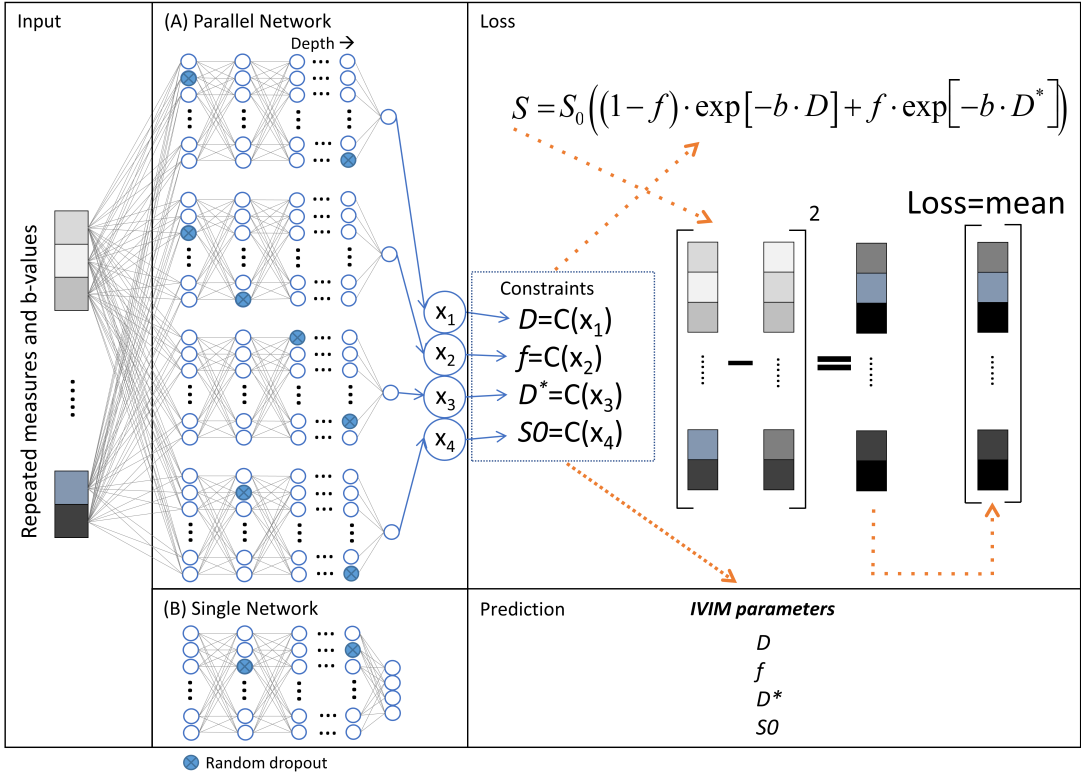 Input
Repeated measures and b-values
(A) Parallel Network
Depth →
x1
x2
x3
x4
Constraints
D=C(x1)
f=C(x2)
D*=C(x3)
S0=C(x4)
Loss
S = S0((1 − f) · exp[−b · D] + f · exp[−b · D*])
2
Loss=mean
−
=
(B) Single Network
Random dropout
Prediction
IVIM parameters
D
f
D*
S0